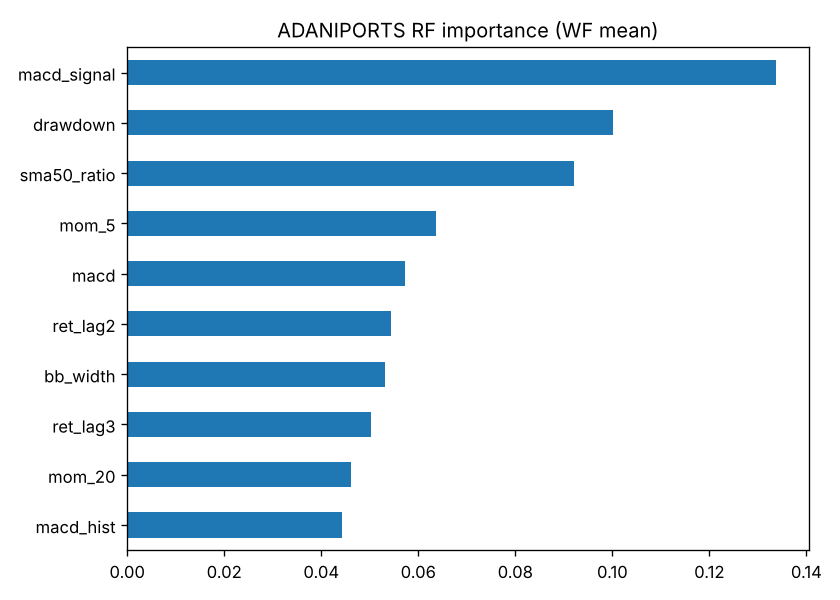 ADANIPORTS RF importance (WF mean)
macd_signal
drawdown
sma50_ratio
mom_5
macd
ret_lag2
bb_width
ret_lag3
mom_20
macd_hist
0.00 0.02 0.04 0.06 0.08 0.10 0.12 0.14